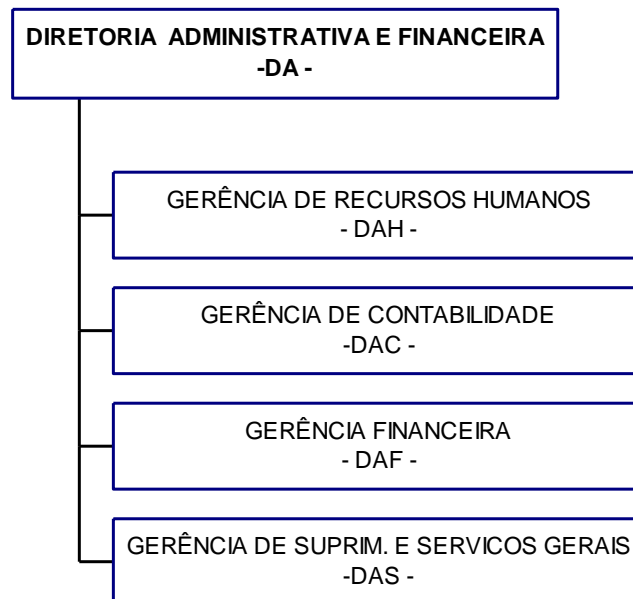 DIRETORIA ADMINISTRATIVA E FINANCEIRA
-DA -
GERÊNCIA DE RECURSOS HUMANOS
- DAH -
GERÊNCIA DE CONTABILIDADE
-DAC -
GERÊNCIA FINANCEIRA
- DAF -
GERÊNCIA DE SUPRIM. E SERVICOS GERAIS
-DAS -